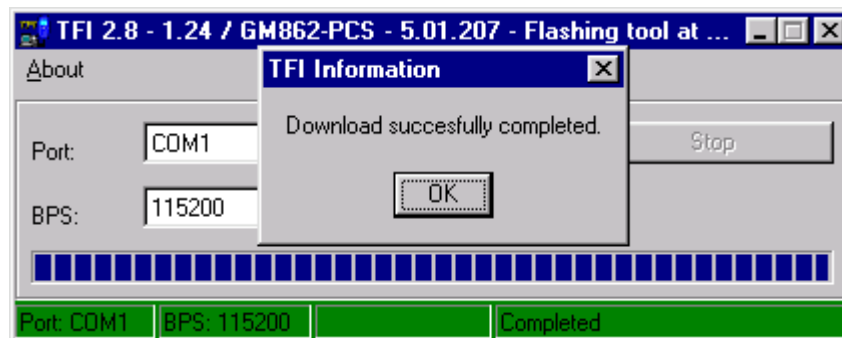 TFI 2.8 - 1.24 / GM862-PCS - 5.01.207 - Flashing tool at ...
About
TFI Information
Download succesfully completed.
OK
Port:
COM1
Stop
BPS:
115200
Port: COM1
BPS: 115200
Completed